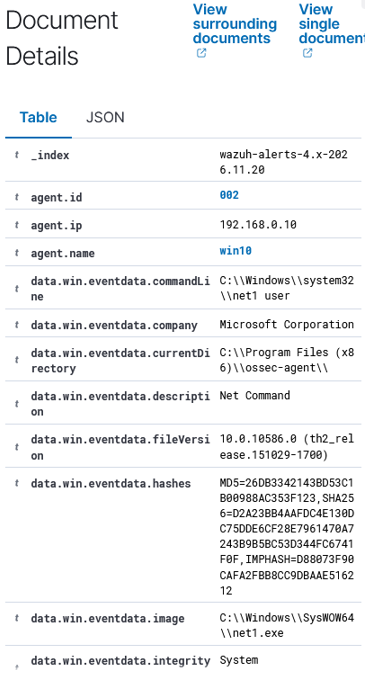 Document
Details
View
surrounding
documents
View
single
document
Table
JSON
t _index wazuh-alerts-4.x-202
6.11.20
t agent.id 002
t agent.ip 192.168.0.10
t agent.name win10
t data.win.eventdata.commandLi C:\\Windows\\system32
ne \\net1 user
t data.win.eventdata.company Microsoft Corporation
t data.win.eventdata.currentDi C:\\Program Files (x8
rectory 6)\\ossec-agent\\
t data.win.eventdata.descripti Net Command
on
t data.win.eventdata.fileVersi 10.0.10586.0 (th2_rel
on ease.151029-1700)
t data.win.eventdata.hashes MD5=26DB3342143BD53C1
B00988AC353F123,SHA25
6=D2A23BB4AAFDC4E130D
C75DDE6CF28E7961470A7
243B9B5BC53D344FC6741
F0F,IMPHASH=D88073F90
CAFA2FBB8CC9DBAAE5162
12
t data.win.eventdata.image C:\\Windows\\SysWOW64
\\net1.exe
data.win.eventdata.integrity System